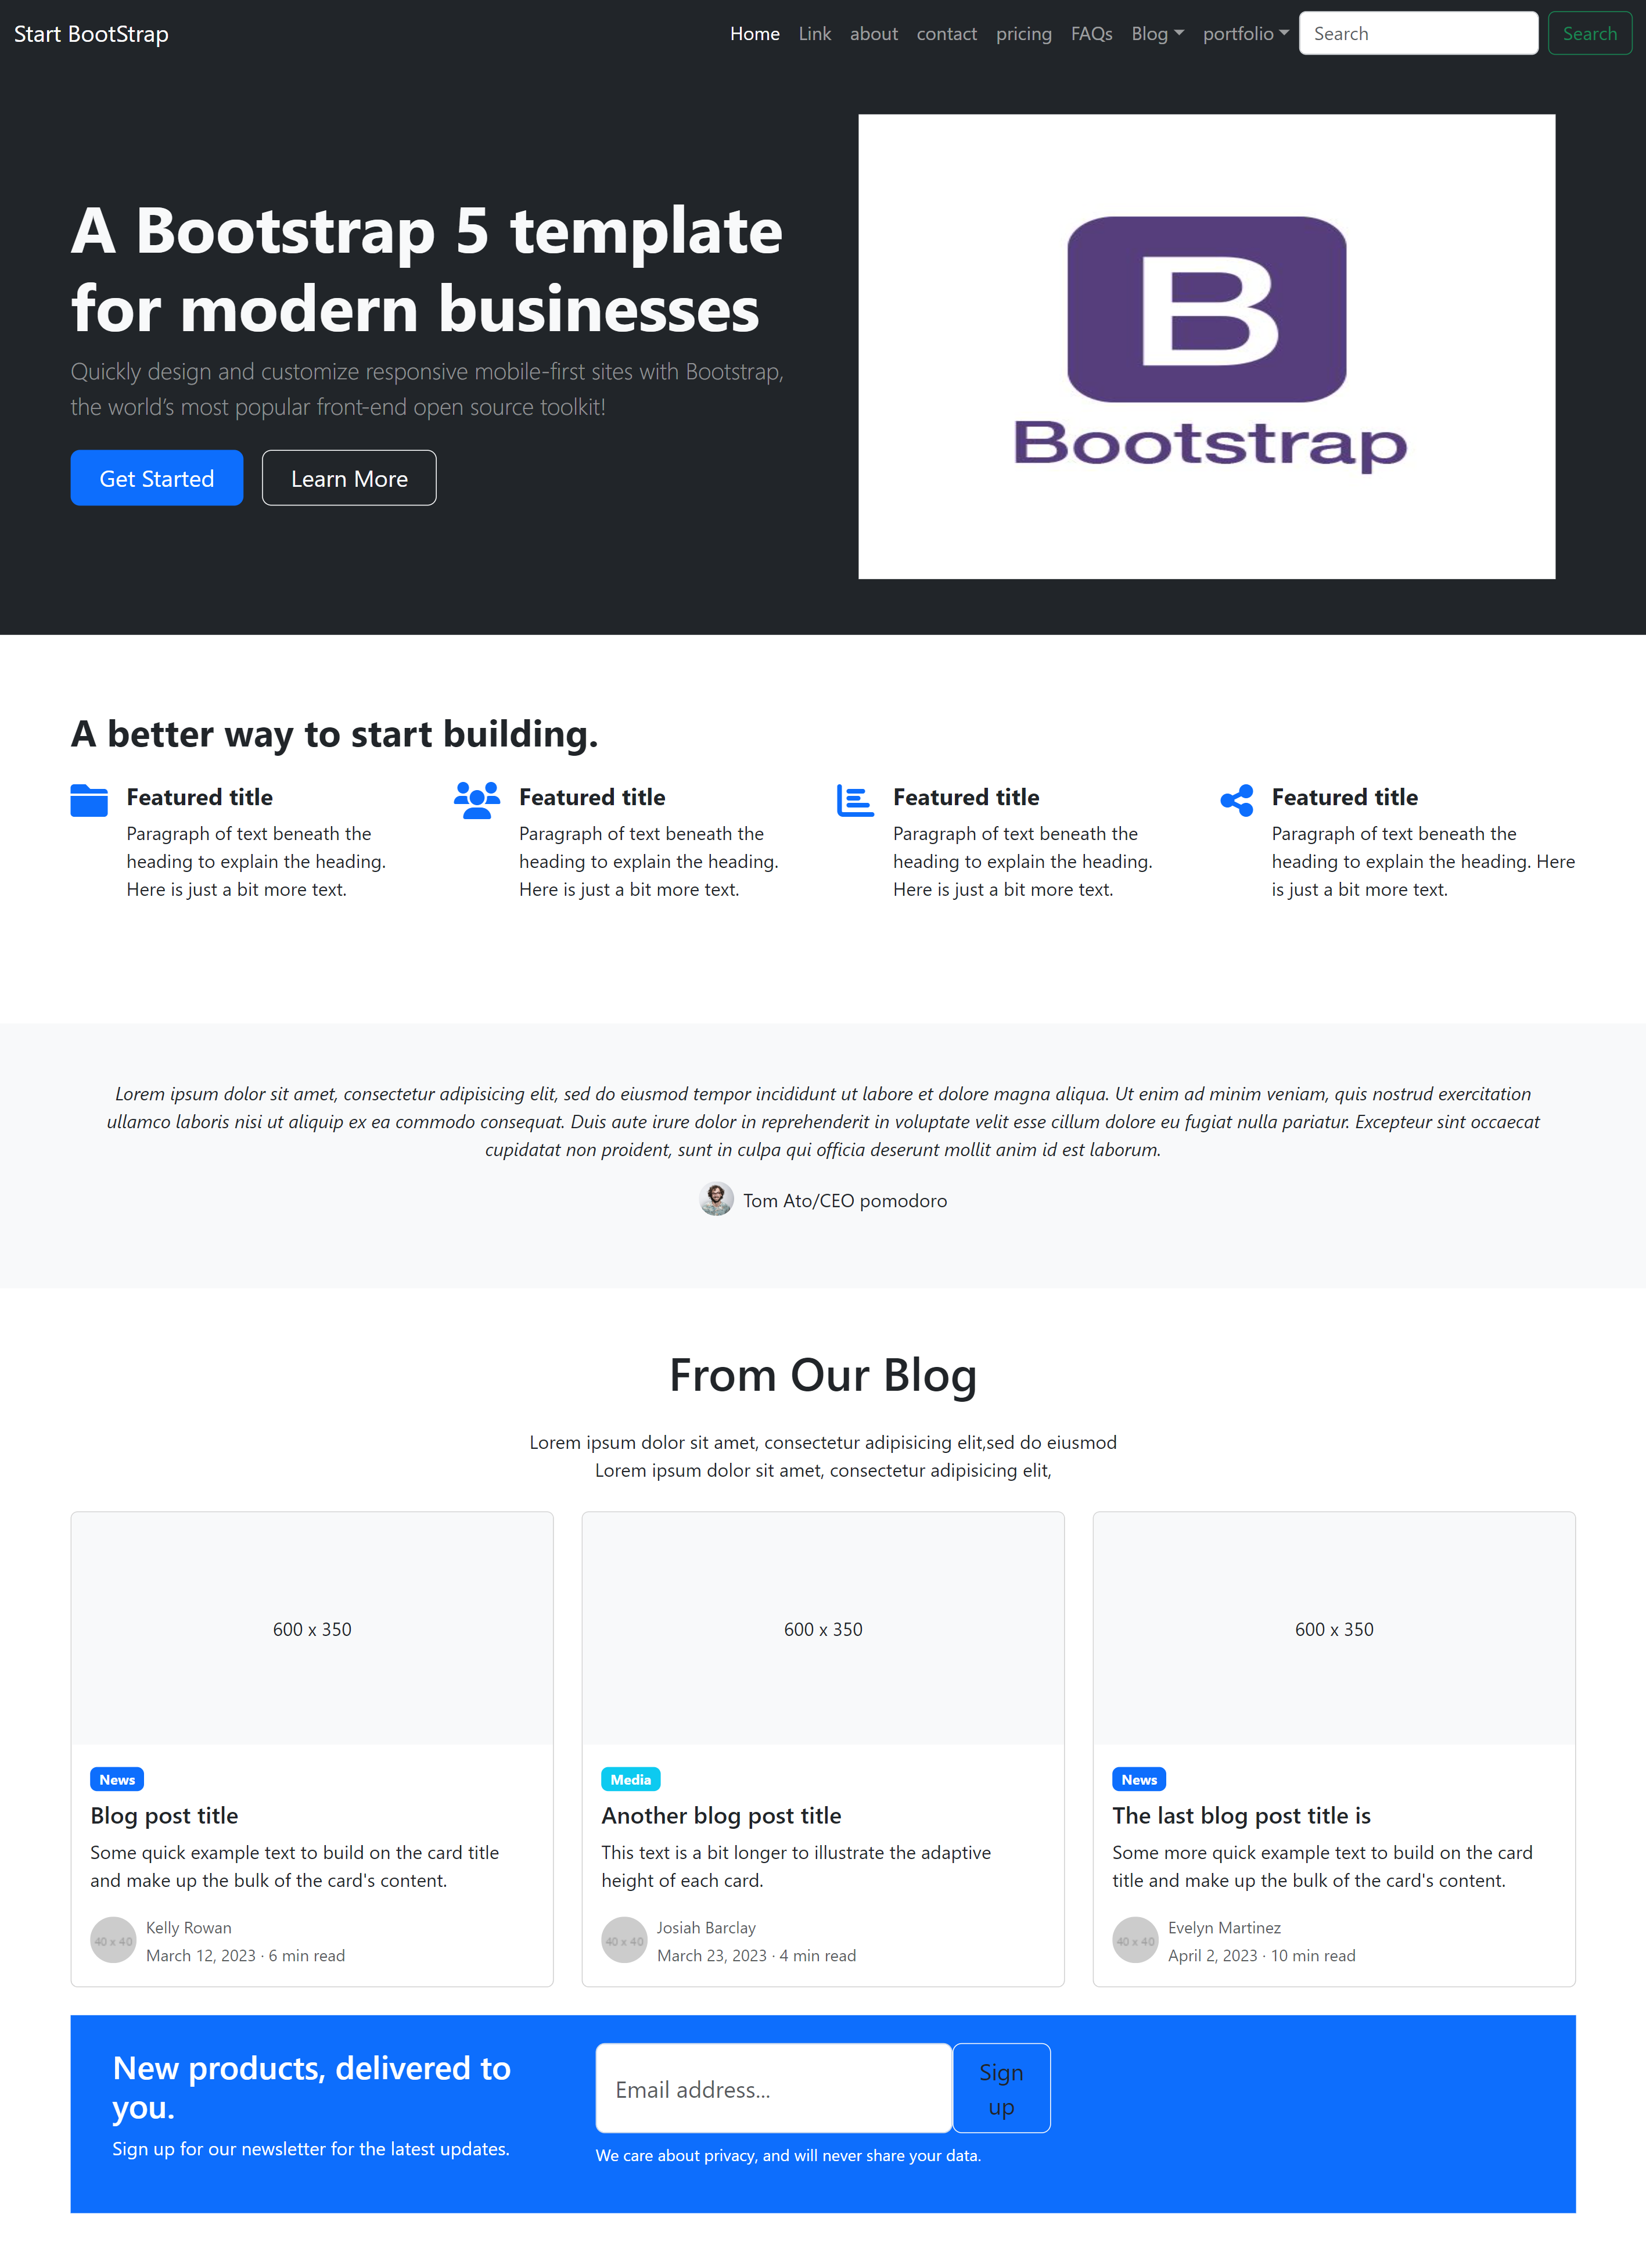 Start BootStrap
Home Link about contact pricing FAQs Blog portfolio Search Search
A Bootstrap 5 template
for modern businesses
Quickly design and customize responsive mobile-first sites with Bootstrap,
the world’s most popular front-end open source toolkit!
Get Started Learn More
B
Bootstrap
A better way to start building.
Featured title
Paragraph of text beneath the
heading to explain the heading.
Here is just a bit more text.
Featured title
Paragraph of text beneath the
heading to explain the heading.
Here is just a bit more text.
Featured title
Paragraph of text beneath the
heading to explain the heading.
Here is just a bit more text.
Featured title
Paragraph of text beneath the
heading to explain the heading. Here
is just a bit more text.
Lorem ipsum dolor sit amet, consectetur adipisicing elit, sed do eiusmod tempor incididunt ut labore et dolore magna aliqua. Ut enim ad minim veniam, quis nostrud exercitation
ullamco laboris nisi ut aliquip ex ea commodo consequat. Duis aute irure dolor in reprehenderit in voluptate velit esse cillum dolore eu fugiat nulla pariatur. Excepteur sint occaecat
cupidatat non proident, sunt in culpa qui officia deserunt mollit anim id est laborum.
Tom Ato/CEO pomodoro
From Our Blog
Lorem ipsum dolor sit amet, consectetur adipisicing elit,sed do eiusmod
Lorem ipsum dolor sit amet, consectetur adipisicing elit,
600 x 350
News
Blog post title
Some quick example text to build on the card title
and make up the bulk of the card's content.
40 x 40
Kelly Rowan
March 12, 2023 · 6 min read
600 x 350
Media
Another blog post title
This text is a bit longer to illustrate the adaptive
height of each card.
40 x 40
Josiah Barclay
March 23, 2023 · 4 min read
600 x 350
News
The last blog post title is
Some more quick example text to build on the card
title and make up the bulk of the card's content.
40 x 40
Evelyn Martinez
April 2, 2023 · 10 min read
New products, delivered to
you.
Sign up for our newsletter for the latest updates.
Email address...
Sign
up
We care about privacy, and will never share your data.